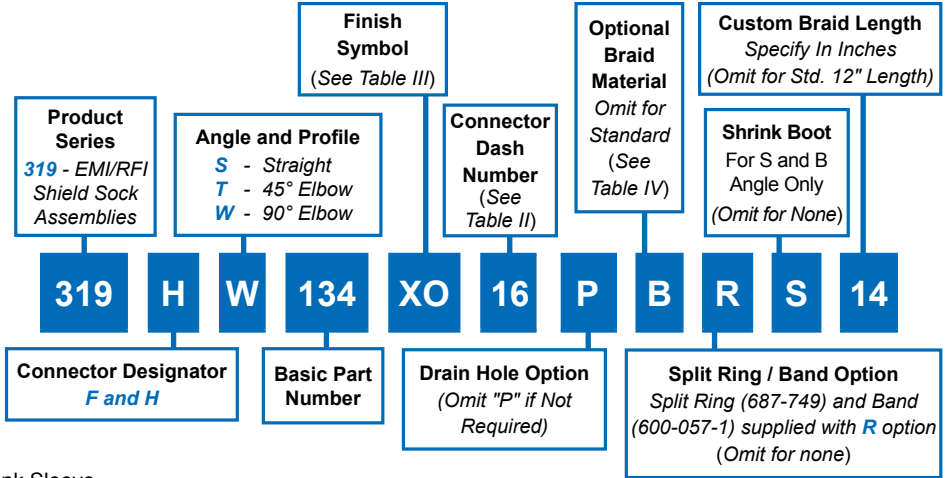 Product
Series
319 - EMI/RFI
Shield Sock
Assemblies
Angle and Profile
S - Straight
T - 45° Elbow
W - 90° Elbow
Finish
Symbol
(See Table III)
Connector
Dash
Number
(See
Table II)
Optional
Braid
Material
Omit for
Standard
(See
Table IV)
Shrink Boot
For S and B
Angle Only
(Omit for None)
Custom Braid Length
Specify In Inches
(Omit for Std. 12" Length)
319 H W 134 XO 16 P B R S 14
Connector Designator
F and H
Basic Part
Number
Drain Hole Option
(Omit "P" if Not
Required)
Split Ring / Band Option
Split Ring (687-749) and Band
(600-057-1) supplied with R option
(Omit for none)